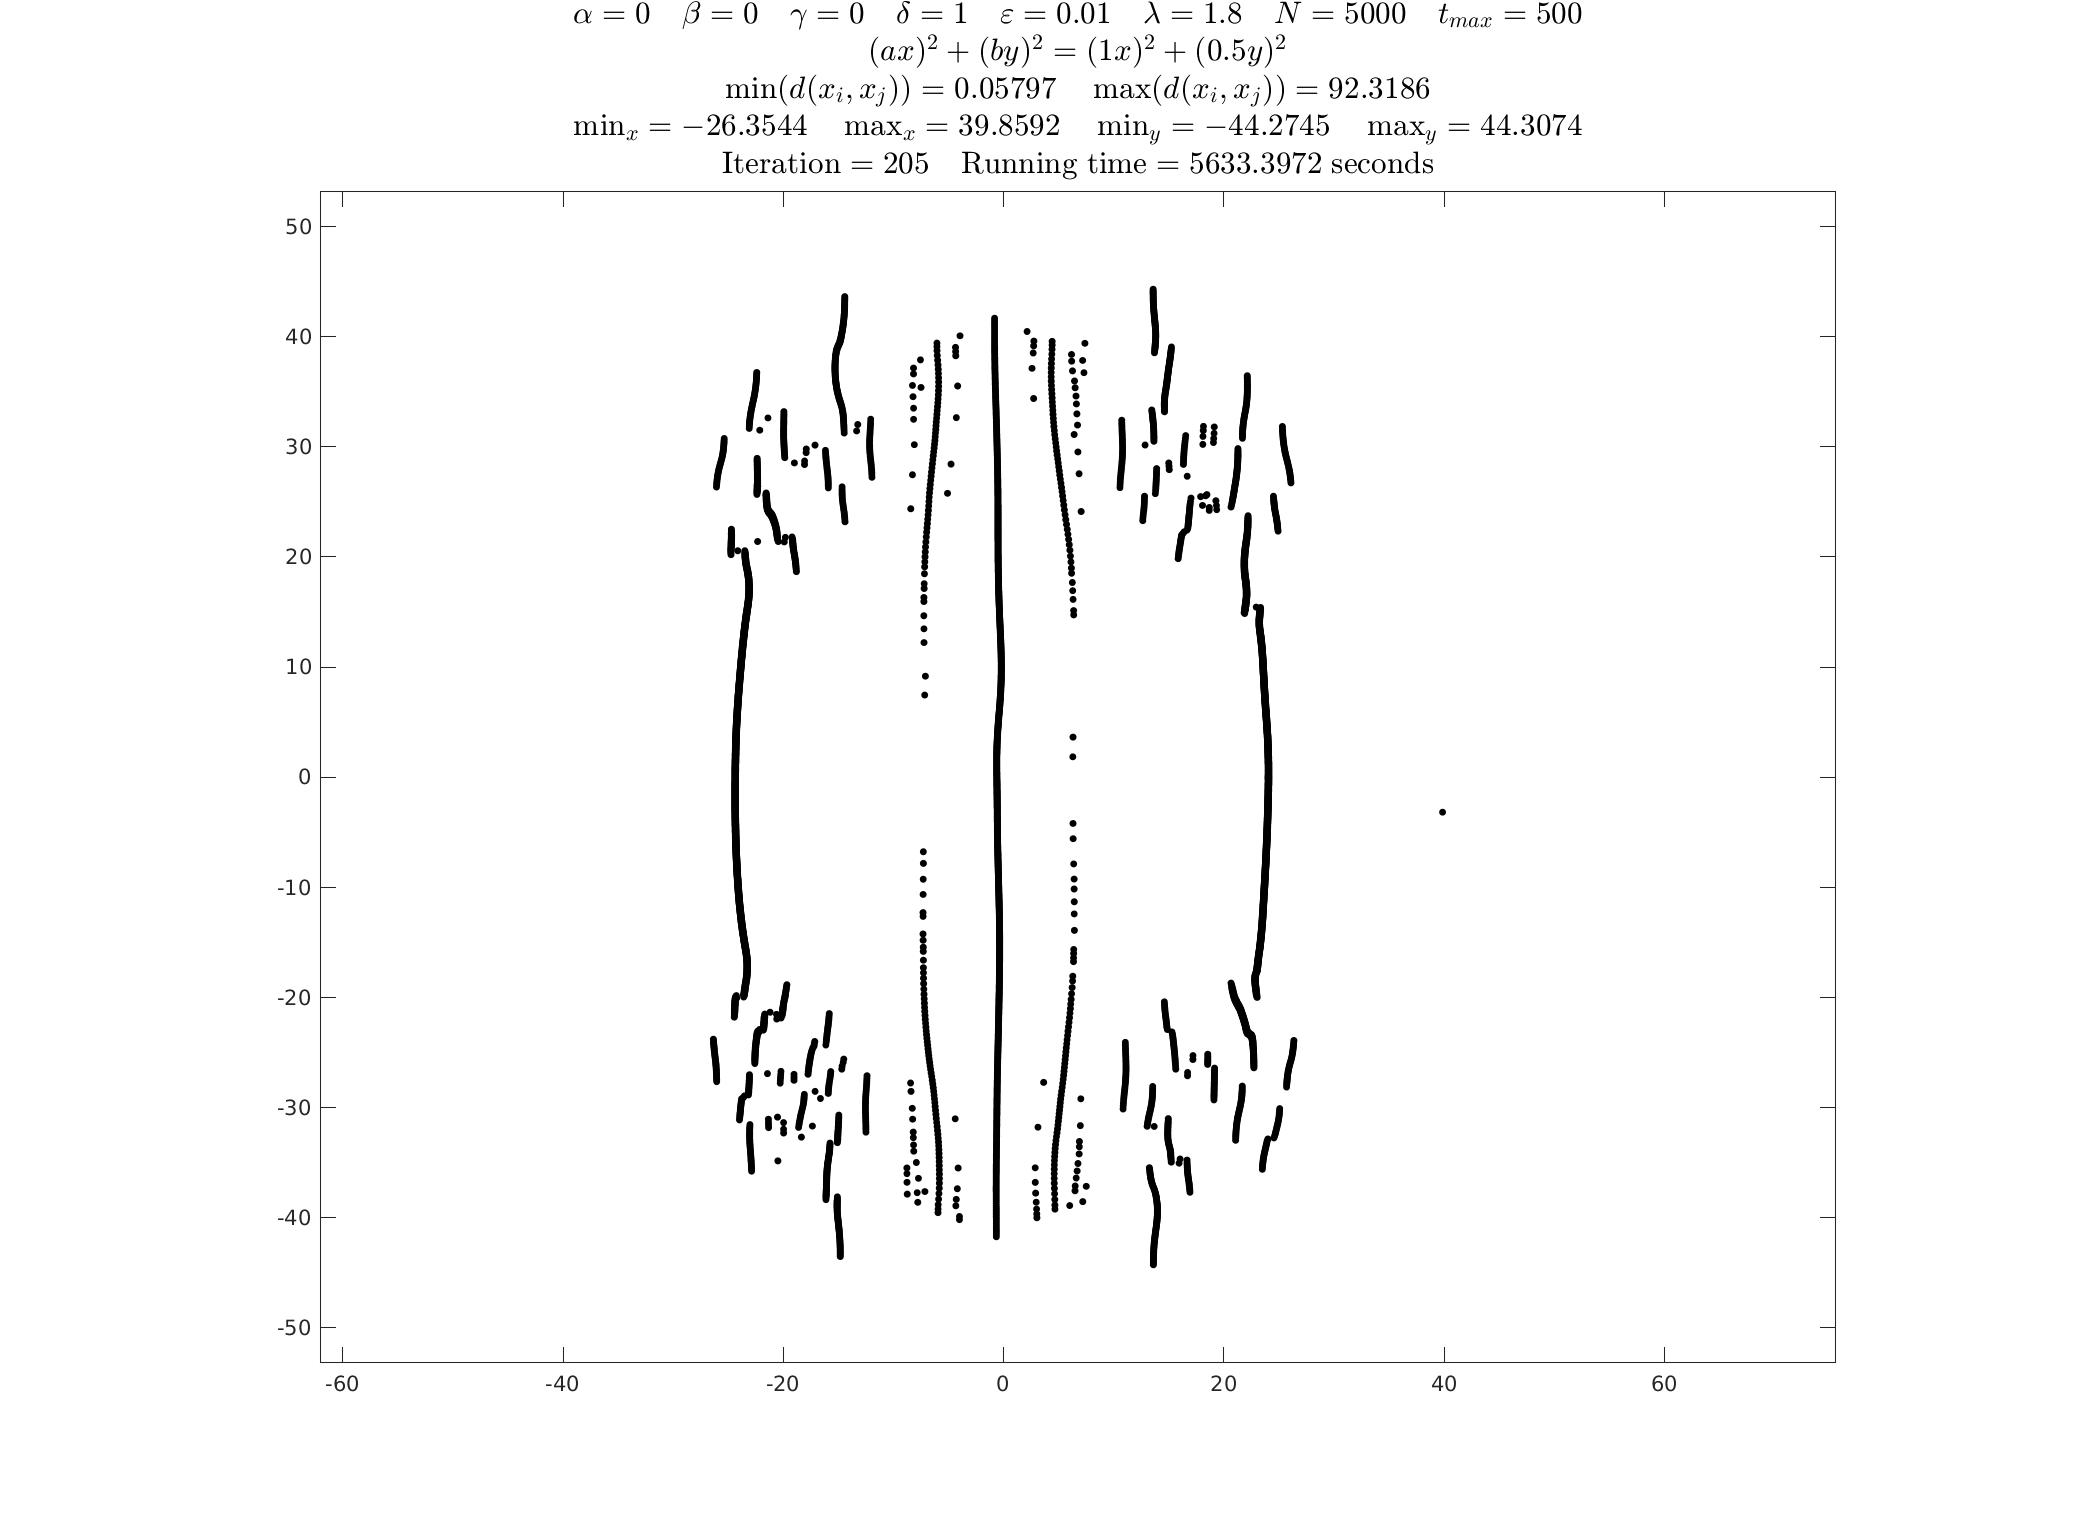 α = 0 β = 0 γ = 0 δ = 1 ε = 0.01 λ = 1.8 N = 5000 t_max = 500
(ax)² + (by)² = (1x)² + (0.5y)²
min(d(x_i, x_j)) = 0.05797 max(d(x_i, x_j)) = 92.3186
min_x = −26.3544 max_x = 39.8592 min_y = −44.2745 max_y = 44.3074
Iteration = 205 Running time = 5633.3972 seconds
50
40
30
20
10
0
-10
-20
-30
-40
-50
-60 -40 -20 0 20 40 60